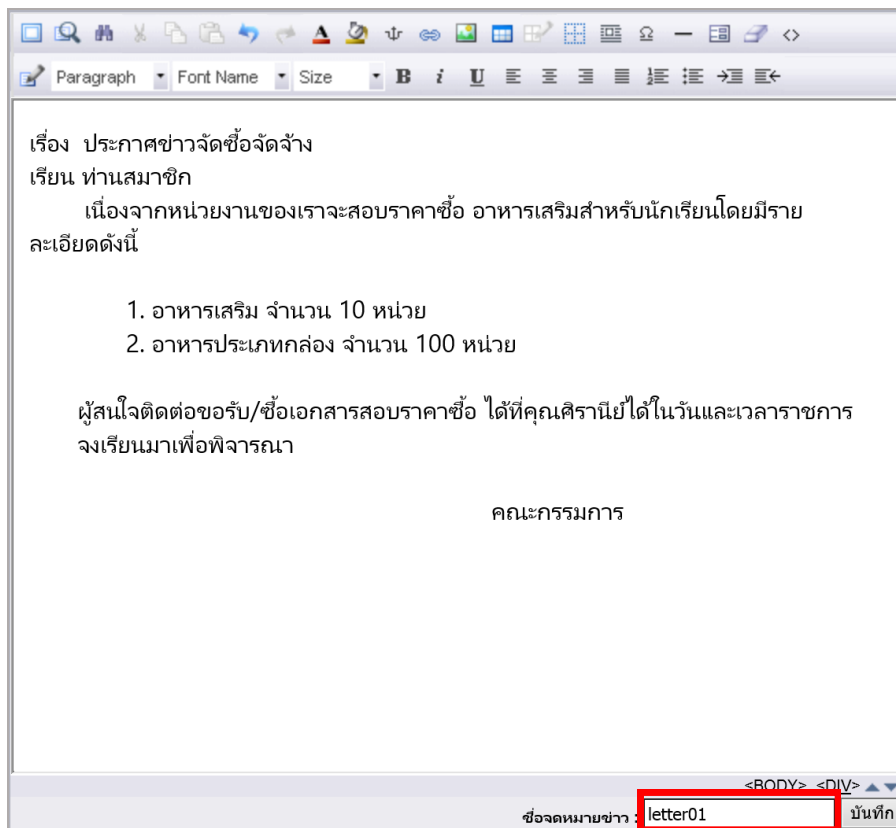 Paragraph Font Name Size B i U
เรื่อง ประกาศข่าวจัดซื้อจัดจ้าง
เรียน ท่านสมาชิก
เนื่องจากหน่วยงานของเราจะสอบราคาซื้อ อาหารเสริมสำหรับนักเรียนโดยมีราย
ละเอียดดังนี้
1. อาหารเสริม จำนวน 10 หน่วย
2. อาหารประเภทกล่อง จำนวน 100 หน่วย
ผู้สนใจติดต่อขอรับ/ซื้อเอกสารสอบราคาซื้อ ได้ที่คุณศิรานีย์ได้ในวันและเวลาราชการ
จงเรียนมาเพื่อพิจารณา
คณะกรรมการ
<BODY> <DIV>
ชื่อจดหมายข่าว : letter01 บันทึก